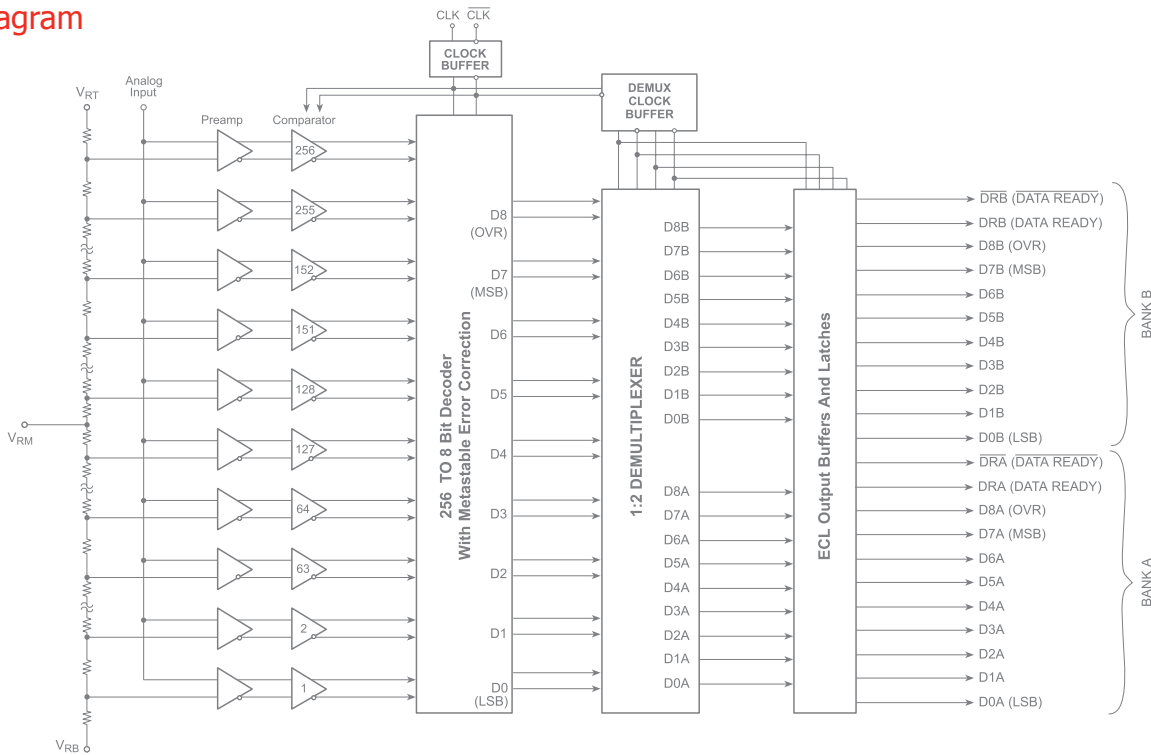 agram
CLK CLK
CLOCK
BUFFER
DEMUX
CLOCK
BUFFER
Analog
Input
VRT
Preamp Comparator
256
255
152
151
128
127
64
63
2
1
VRM
VRB
256 TO 8 Bit Decoder
With Metastable Error Correction
D8
(OVR)
D7
(MSB)
D6
D5
D4
D3
D2
D1
D0
(LSB)
1:2 DEMULTIPLEXER
D8B
D7B
D6B
D5B
D4B
D3B
D2B
D1B
D0B
D8A
D7A
D6A
D5A
D4A
D3A
D2A
D1A
D0A
ECL Output Buffers And Latches
DRB (DATA READY)
DRB (DATA READY)
D8B (OVR)
D7B (MSB)
D6B
D5B
D4B
D3B
D2B
D1B
D0B (LSB)
BANK B
DRA (DATA READY)
DRA (DATA READY)
D8A (OVR)
D7A (MSB)
D6A
D5A
D4A
D3A
D2A
D1A
D0A (LSB)
BANK A